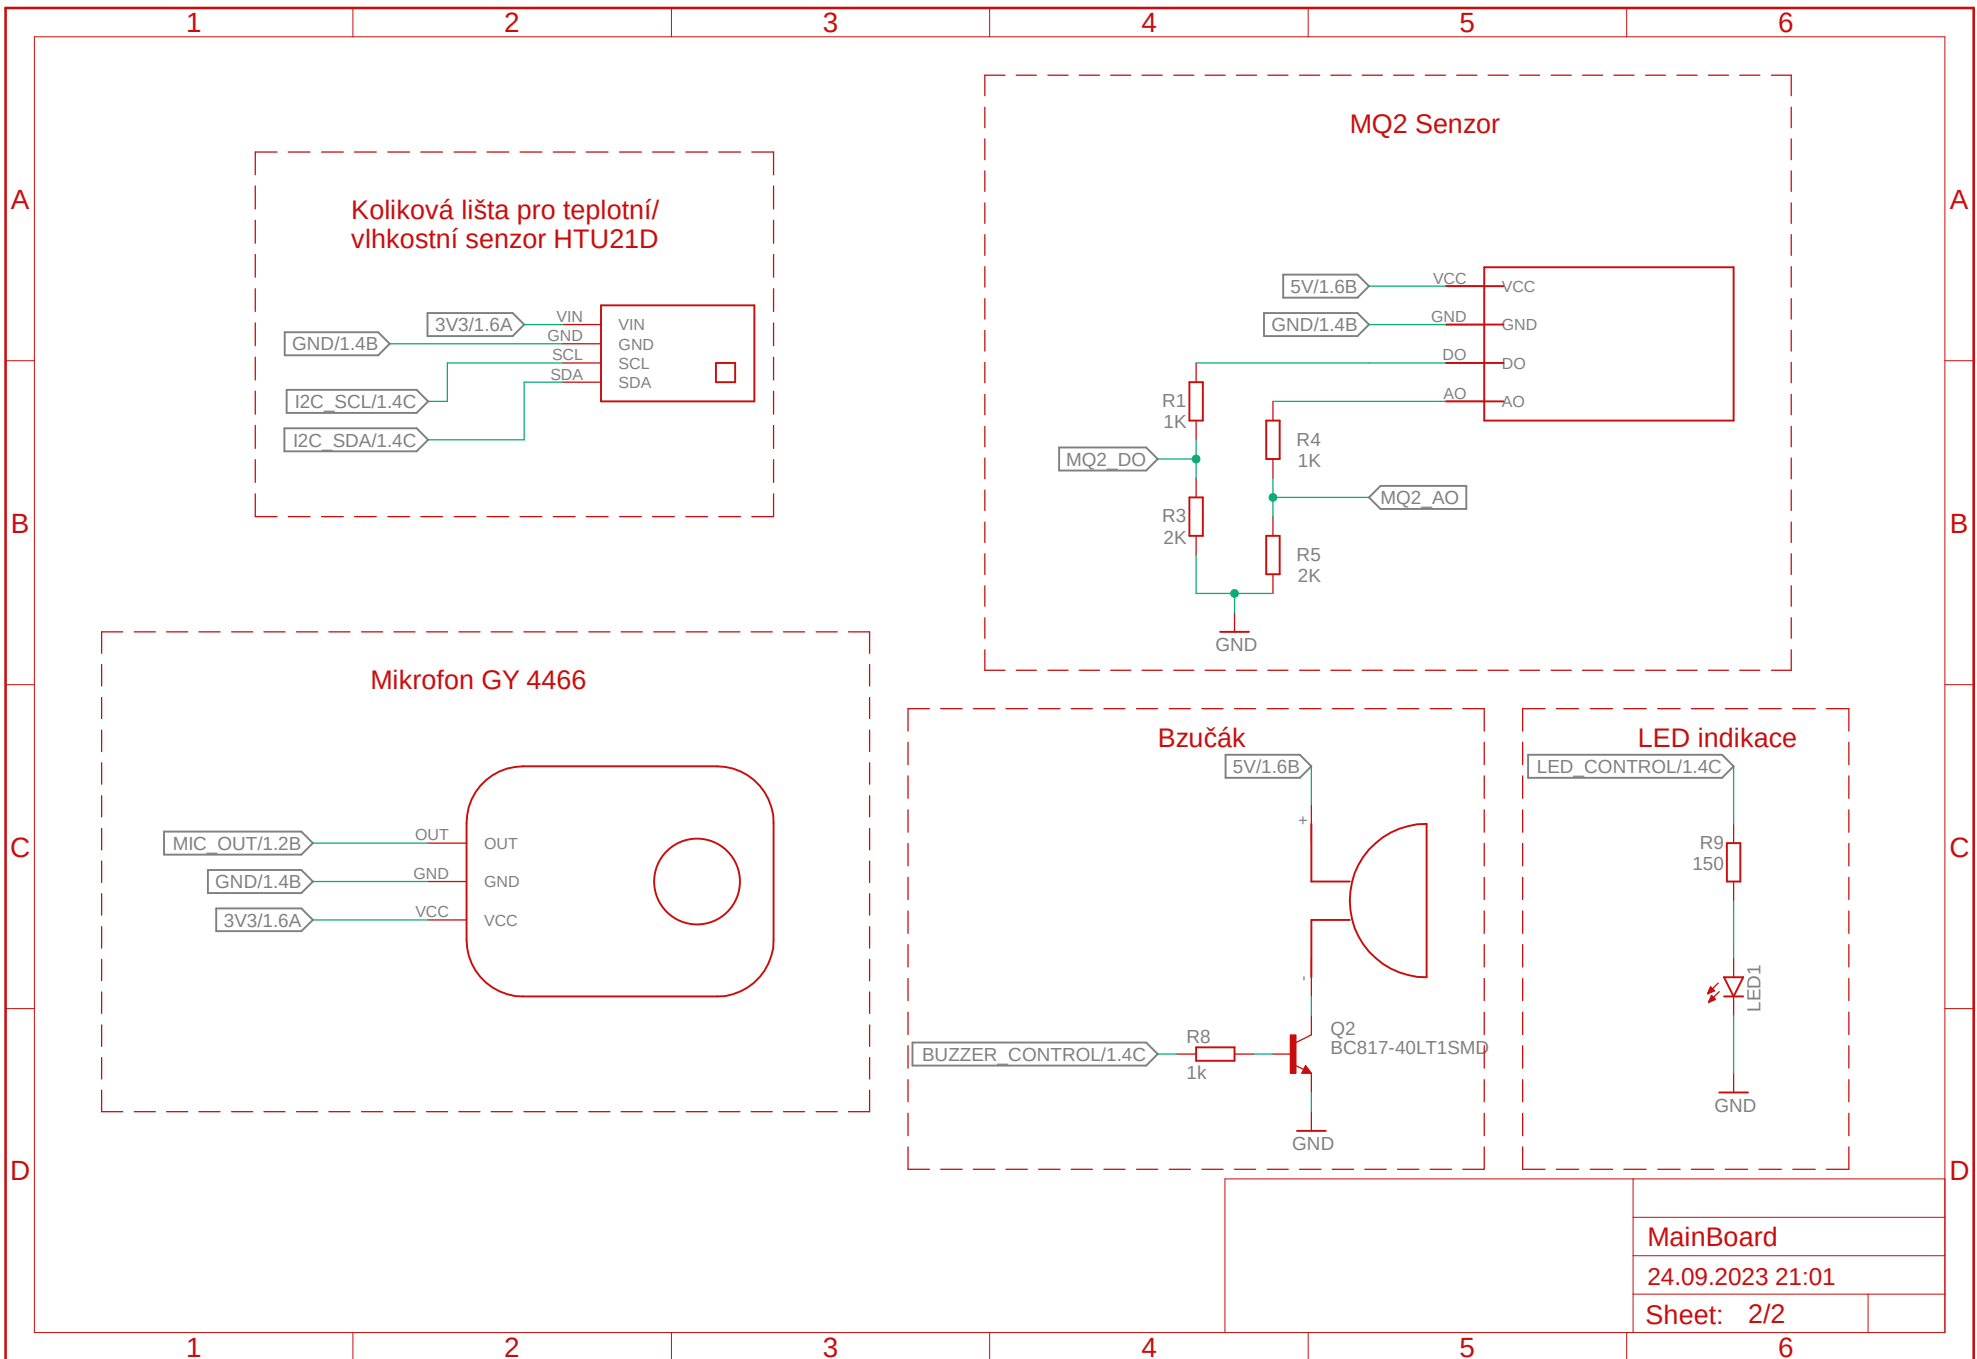 1 2 3 4 5 6
A A
B B
C C
D D
Koliková lišta pro teplotní/
vlhkostní senzor HTU21D
3V3/1.6A
GND/1.4B
I2C_SCL/1.4C
I2C_SDA/1.4C
VIN VIN
GND GND
SCL SCL
SDA SDA
MQ2 Senzor
5V/1.6B VCC VCC
GND/1.4B GND GND
DO DO
AO AO
R1
1K
R4
1K
MQ2_DO
MQ2_AO
R3
2K
R5
2K
GND
Mikrofon GY 4466
MIC_OUT/1.2B OUT OUT
GND/1.4B GND GND
3V3/1.6A VCC VCC
Bzučák
5V/1.6B
+
-
Q2
BC817-40LT1SMD
BUZZER_CONTROL/1.4C
R8
1k
GND
LED indikace
LED_CONTROL/1.4C
R9
150
LED1
GND
MainBoard
24.09.2023 21:01
Sheet: 2/2
1 2 3 4 5 6